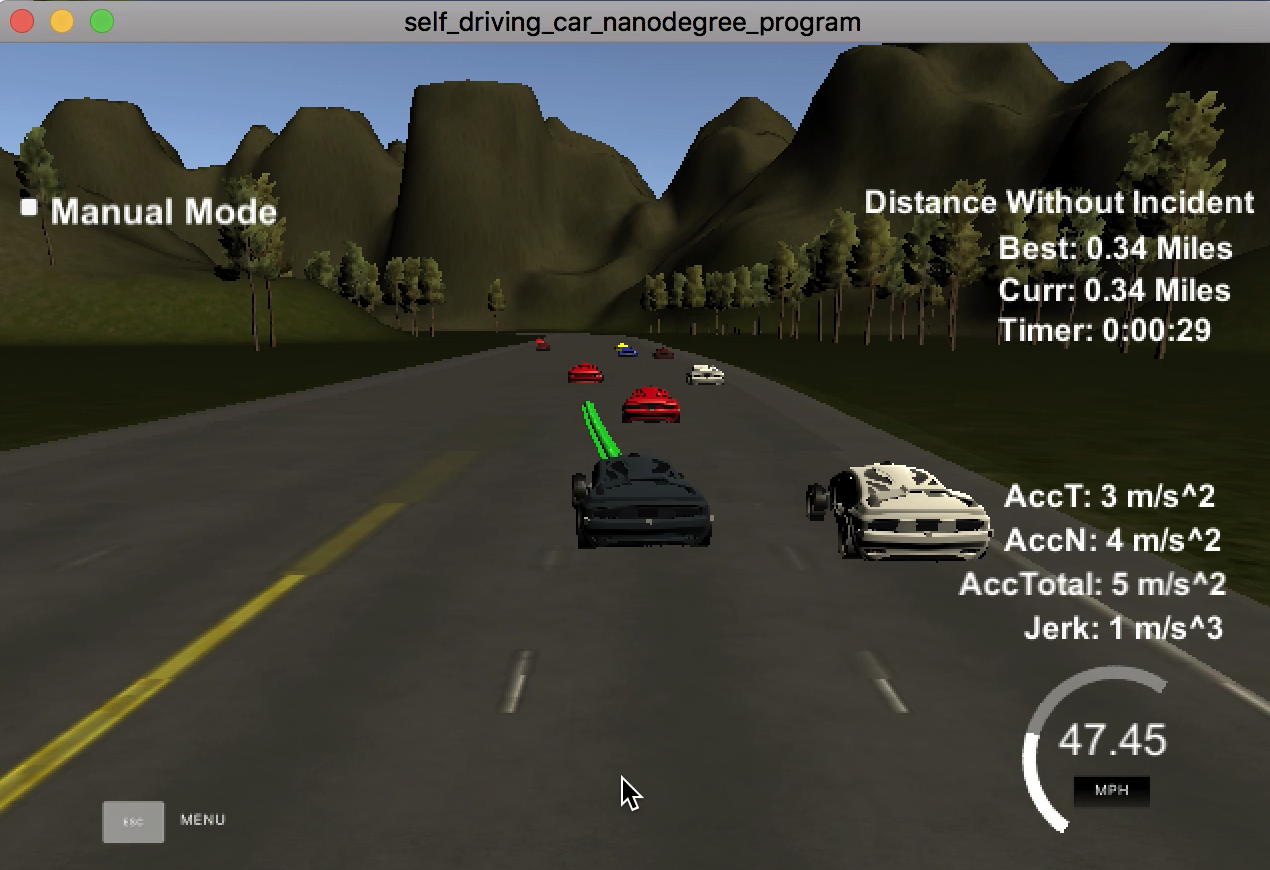 self_driving_car_nanodegree_program
Manual Mode
Distance Without Incident
Best: 0.34 Miles
Curr: 0.34 Miles
Timer: 0:00:29
AccT: 3 m/s^2
AccN: 4 m/s^2
AccTotal: 5 m/s^2
Jerk: 1 m/s^3
47.45
MPH
ESC MENU